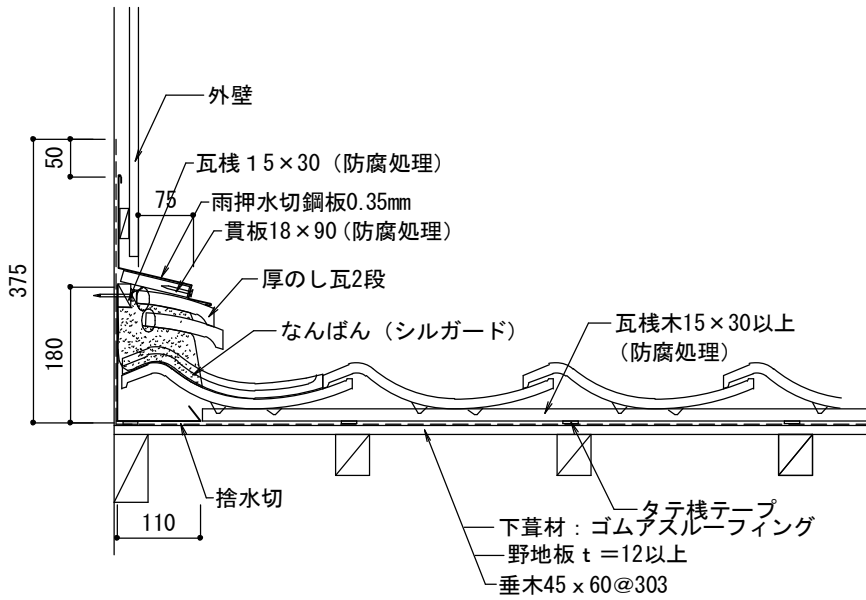 外壁
50
瓦桟15×30（防腐処理）
75
雨押水切鋼板0.35mm
貫板18×90(防腐処理)
375
厚のし瓦2段
180
なんばん（シルガード）
瓦桟木15×30以上
（防腐処理）
捨水切
110
タテ桟テープ
下葺材：ゴムアスルーフィング
野地板ｔ＝12以上
垂木45ｘ60@303